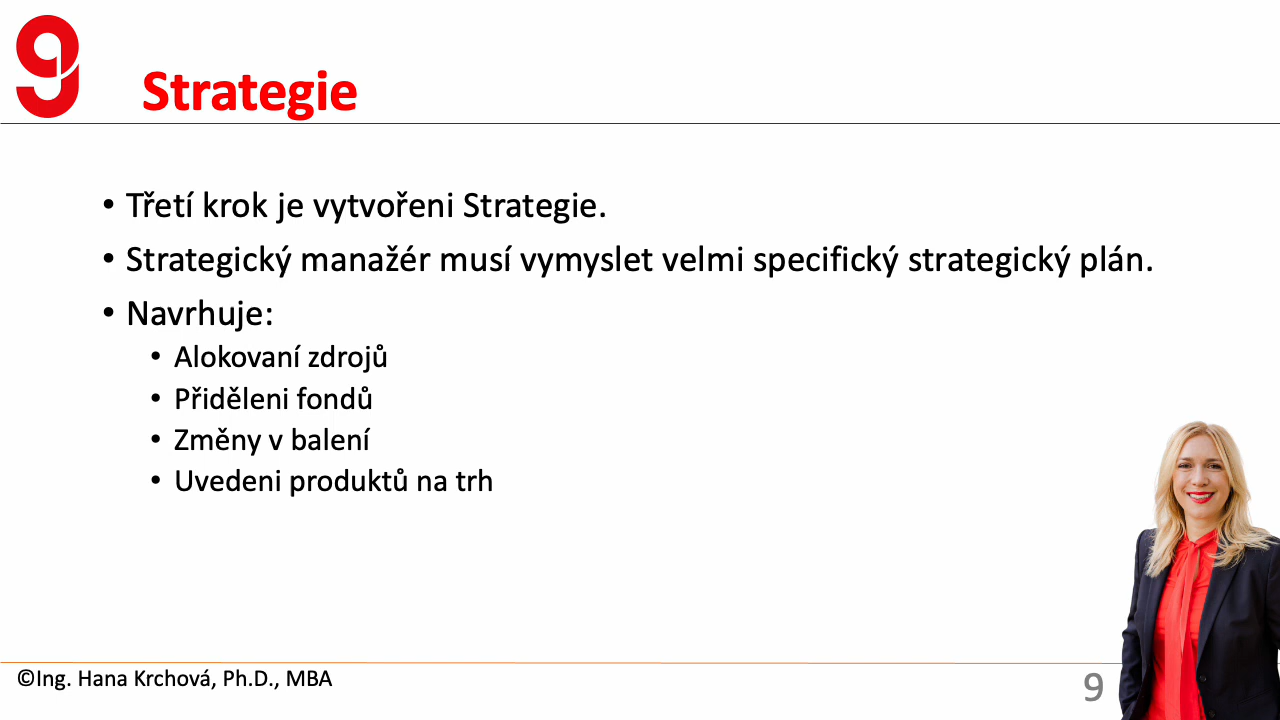 9 Strategie
• Třetí krok je vytvořeni Strategie.
• Strategický manažér musí vymyslet velmi specifický strategický plán.
• Navrhuje:
• Alokovaní zdrojů
• Přiděleni fondů
• Změny v balení
• Uvedeni produktů na trh
©Ing. Hana Krchová, Ph.D., MBA
9